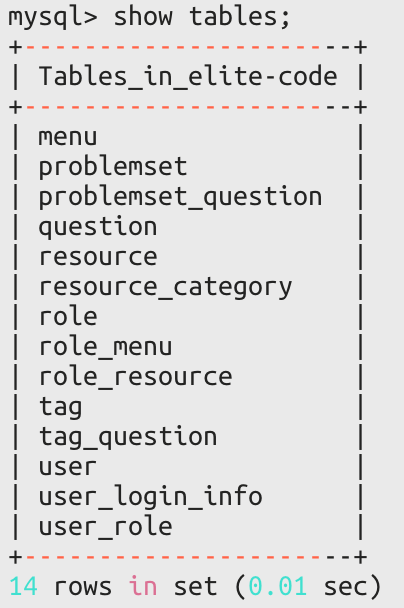 mysql> show tables;
+----------------------+
| Tables_in_elite-code |
+----------------------+
| menu                 |
| problemset           |
| problemset_question  |
| question             |
| resource             |
| resource_category    |
| role                 |
| role_menu            |
| role_resource        |
| tag                  |
| tag_question         |
| user                 |
| user_login_info      |
| user_role            |
+----------------------+
14 rows in set (0.01 sec)